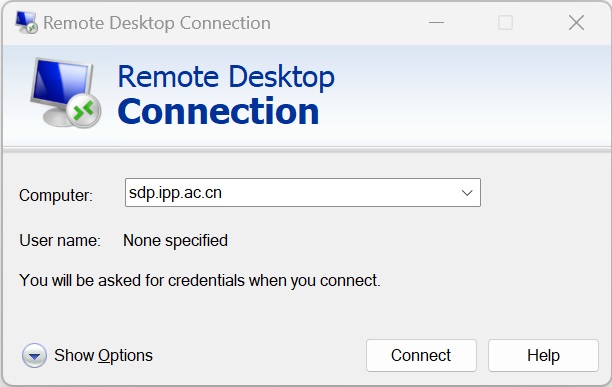 Remote Desktop Connection
Remote Desktop
Connection
Computer: sdp.ipp.ac.cn
User name: None specified
You will be asked for credentials when you connect.
Show Options
Connect
Help